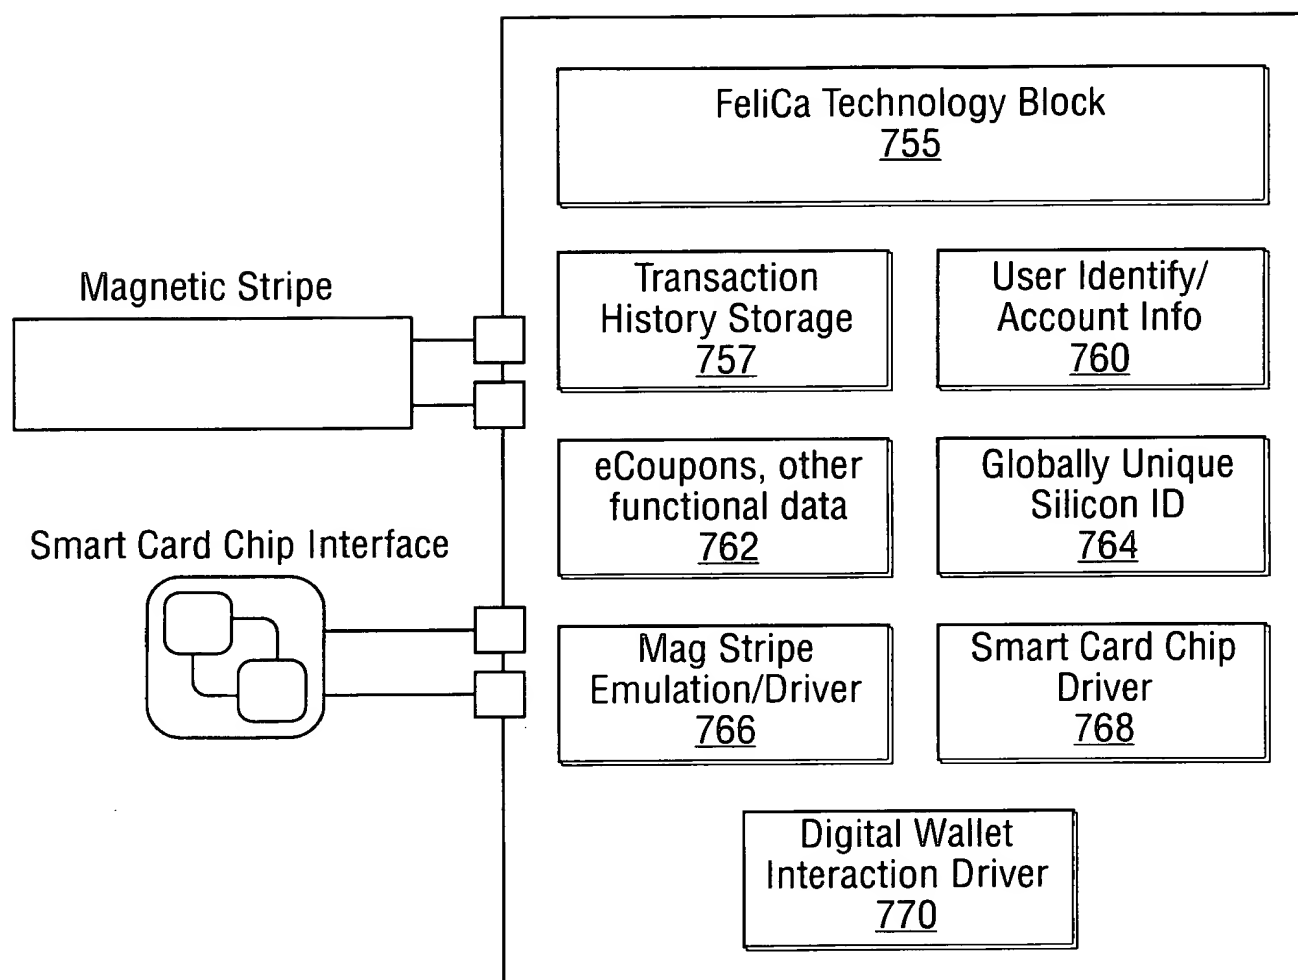 FeliCa Technology Block
755
Magnetic Stripe
Transaction
History Storage
757
User Identify/
Account Info
760
eCoupons, other
functional data
762
Globally Unique
Silicon ID
764
Smart Card Chip Interface
Mag Stripe
Emulation/Driver
766
Smart Card Chip
Driver
768
Digital Wallet
Interaction Driver
770